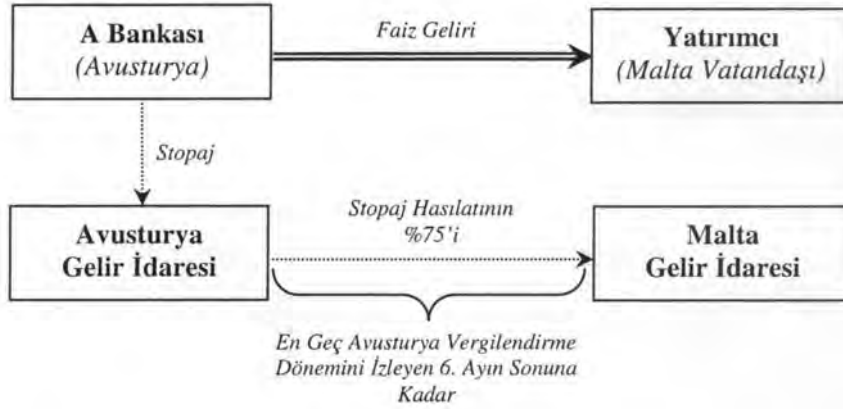 A Bankası
(Avusturya)
Faiz Geliri
Yatırımcı
(Malta Vatandaşı)
Stopaj
Avusturya
Gelir İdaresi
Stopaj Hasılatının
%75'i
Malta
Gelir İdaresi
En Geç Avusturya Vergilendirme
Dönemini İzleyen 6. Ayın Sonuna
Kadar